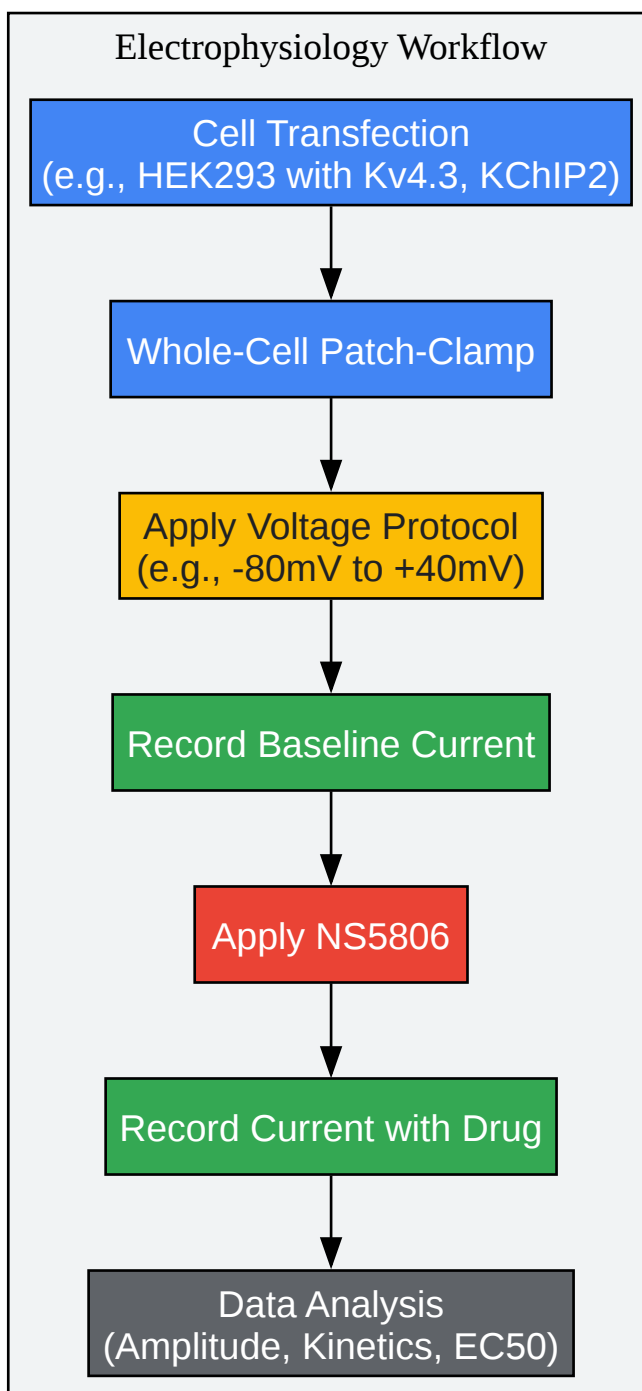 Electrophysiology Workflow
Cell Transfection
(e.g., HEK293 with Kv4.3, KChIP2)
Whole-Cell Patch-Clamp
Apply Voltage Protocol
(e.g., -80mV to +40mV)
Record Baseline Current
Apply NS5806
Record Current with Drug
Data Analysis
(Amplitude, Kinetics, EC50)